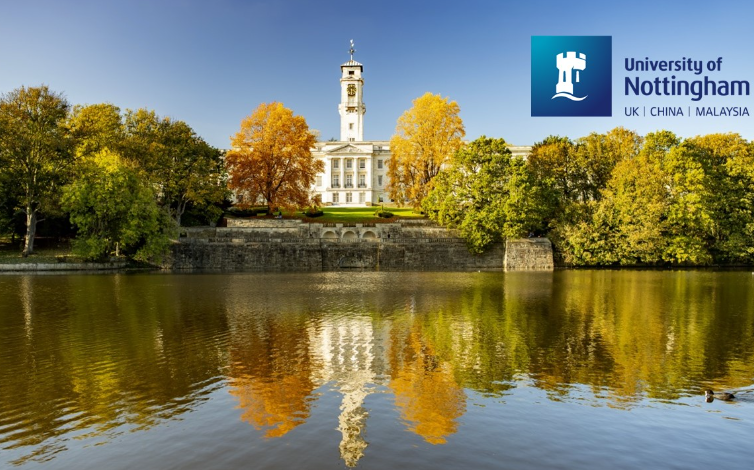 University of
Nottingham
UK | CHINA | MALAYSIA